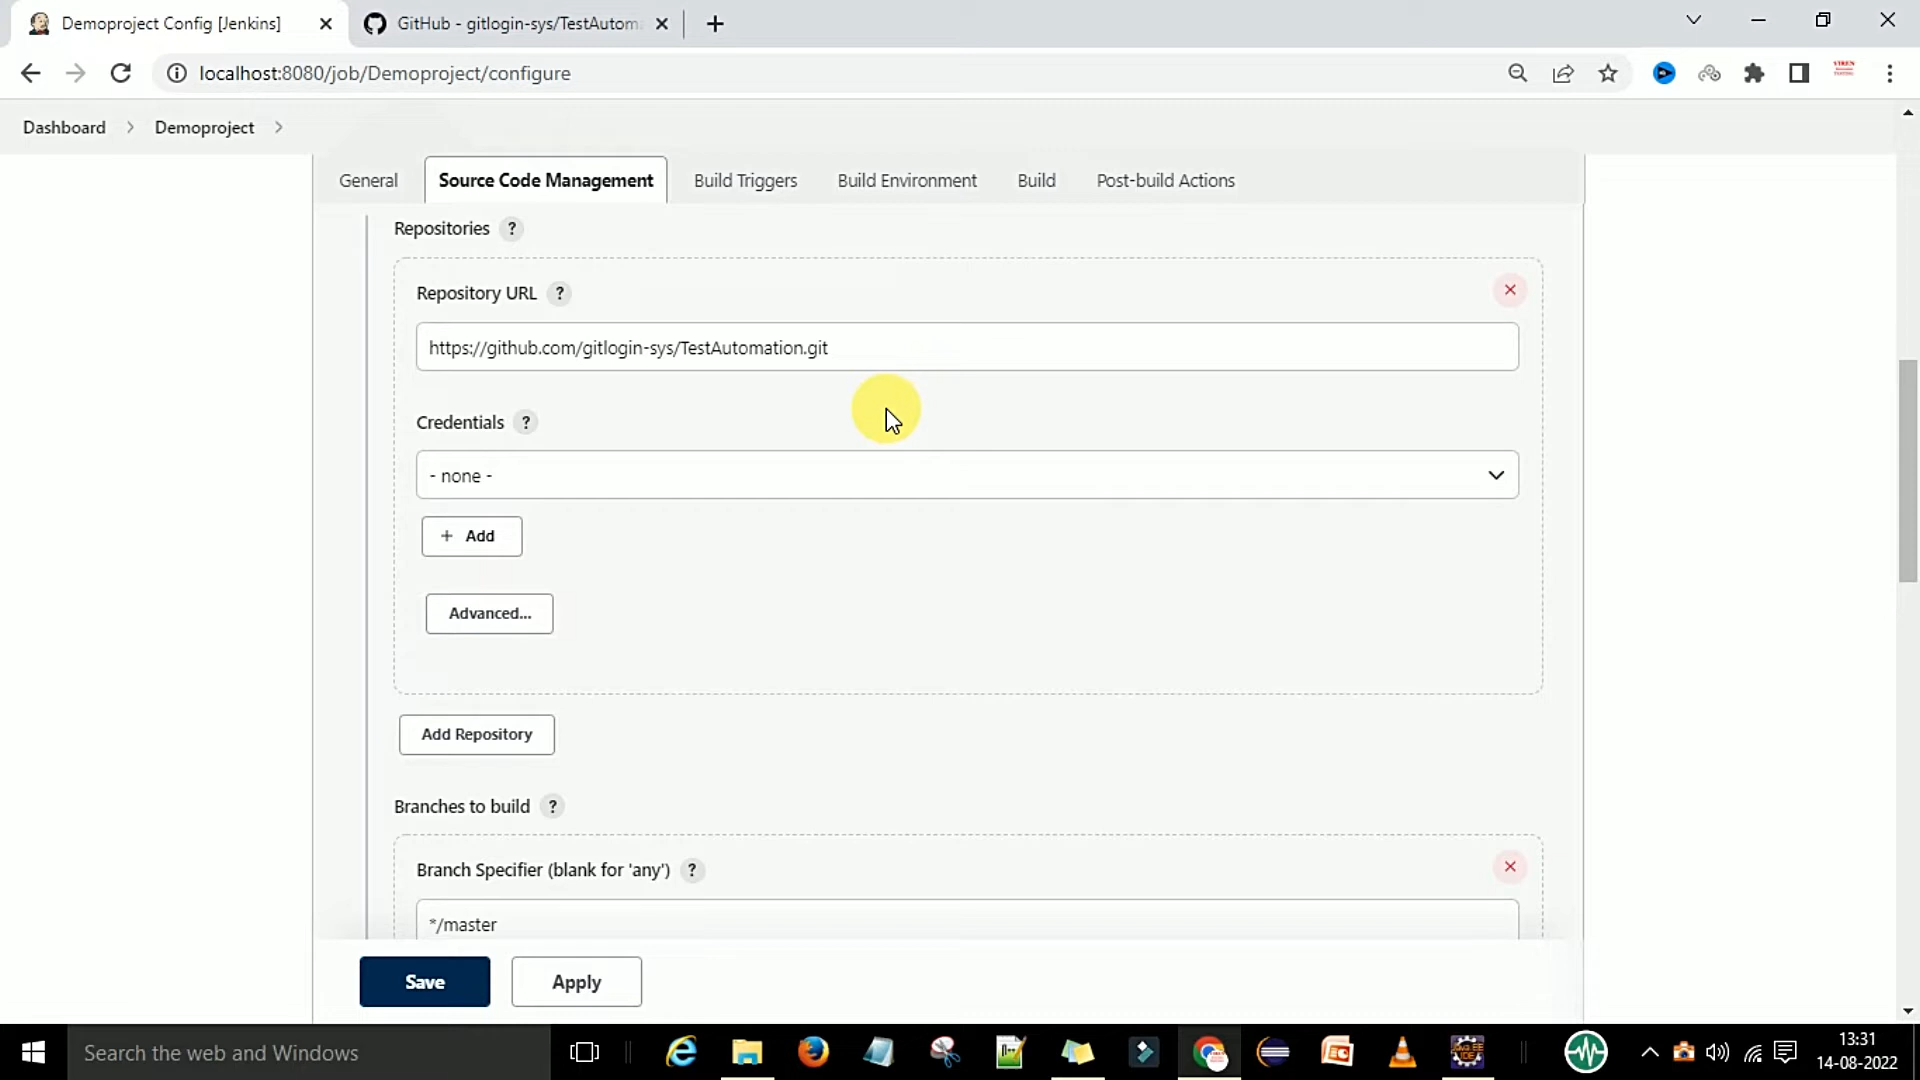 Demoproject Config [Jenkins]
GitHub - gitlogin-sys/TestAutom
localhost:8080/job/Demoproject/configure
Dashboard
Demoproject
General
Source Code Management
Build Triggers
Build Environment
Build
Post-build Actions
Repositories ?
Repository URL ?
https://github.com/gitlogin-sys/TestAutomation.git
Credentials ?
- none -
+ Add
Advanced...
Add Repository
Branches to build ?
Branch Specifier (blank for 'any') ?
*/master
Save
Apply
Search the web and Windows
13:31
14-08-2022